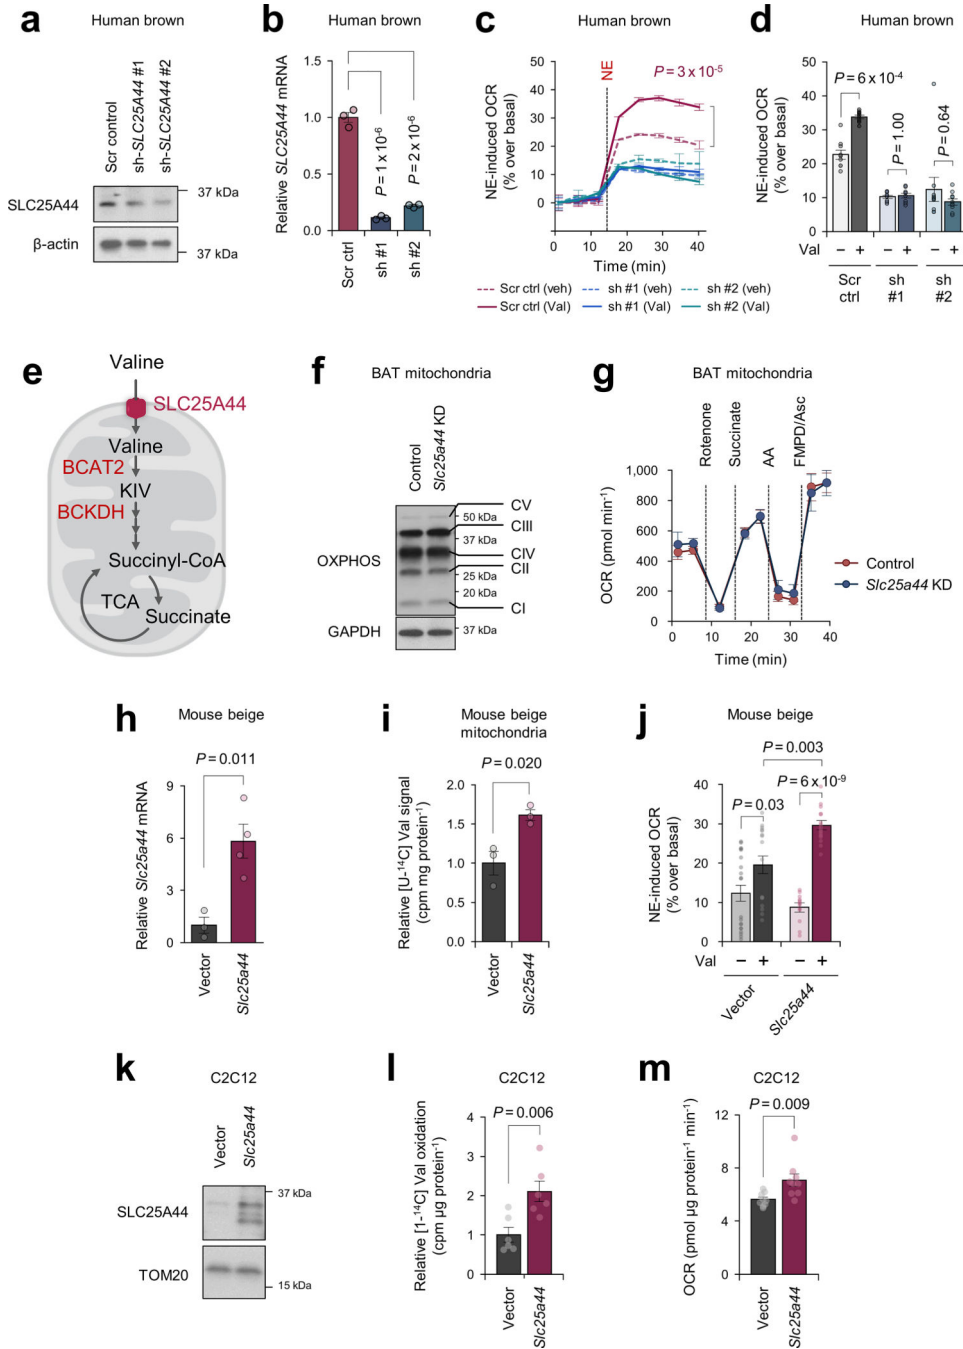 a
Human brown
Scr control
sh-SLC25A44 #1
sh-SLC25A44 #2
SLC25A44
37 kDa
β-actin
37 kDa
b
Human brown
Relative SLC25A44 mRNA
1.5
1.0
0.5
0.0
P = 1 x 10⁻⁶
P = 2 x 10⁻⁶
Scr ctrl
sh #1
sh #2
c
Human brown
NE-induced OCR
(% over basal)
50
40
30
20
10
0
NE
P = 3 x 10⁻⁵
0 10 20 30 40
Time (min)
Scr ctrl (veh) sh #1 (veh) sh #2 (veh)
Scr ctrl (Val) sh #1 (Val) sh #2 (Val)
d
Human brown
NE-induced OCR
(% over basal)
50
40
30
20
10
0
P = 6 x 10⁻⁴
P = 1.00
P = 0.64
Val − + − + − +
Scr ctrl
sh #1
sh #2
e
Valine
SLC25A44
Valine
BCAT2
KIV
BCKDH
Succinyl-CoA
TCA
Succinate
f
BAT mitochondria
Control
Slc25a44 KD
OXPHOS
50 kDa
37 kDa
25 kDa
20 kDa
CV
CIII
CIV
CII
CI
GAPDH
37 kDa
g
BAT mitochondria
Rotenone
Succinate
AA
FMPD/Asc
OCR (pmol min⁻¹)
1,000
800
600
400
200
0
0 10 20 30 40
Time (min)
Control
Slc25a44 KD
h
Mouse beige
P = 0.011
Relative Slc25a44 mRNA
9
6
3
0
Vector
Slc25a44
i
Mouse beige
mitochondria
P = 0.020
Relative [U-¹⁴C] Val signal
(cpm mg protein⁻¹)
2.0
1.5
1.0
0.5
0.0
Vector
Slc25a44
j
Mouse beige
P = 0.003
P = 6 x 10⁻⁹
P = 0.03
NE-induced OCR
(% over basal)
40
30
20
10
0
Val − + − +
Vector
Slc25a44
k
C2C12
Vector
Slc25a44
SLC25A44
37 kDa
TOM20
15 kDa
l
C2C12
P = 0.006
Relative [1-¹⁴C] Val oxidation
(cpm µg protein⁻¹)
4
3
2
1
0
Vector
Slc25a44
m
C2C12
P = 0.009
OCR (pmol µg protein⁻¹ min⁻¹)
12
9
6
3
0
Vector
Slc25a44